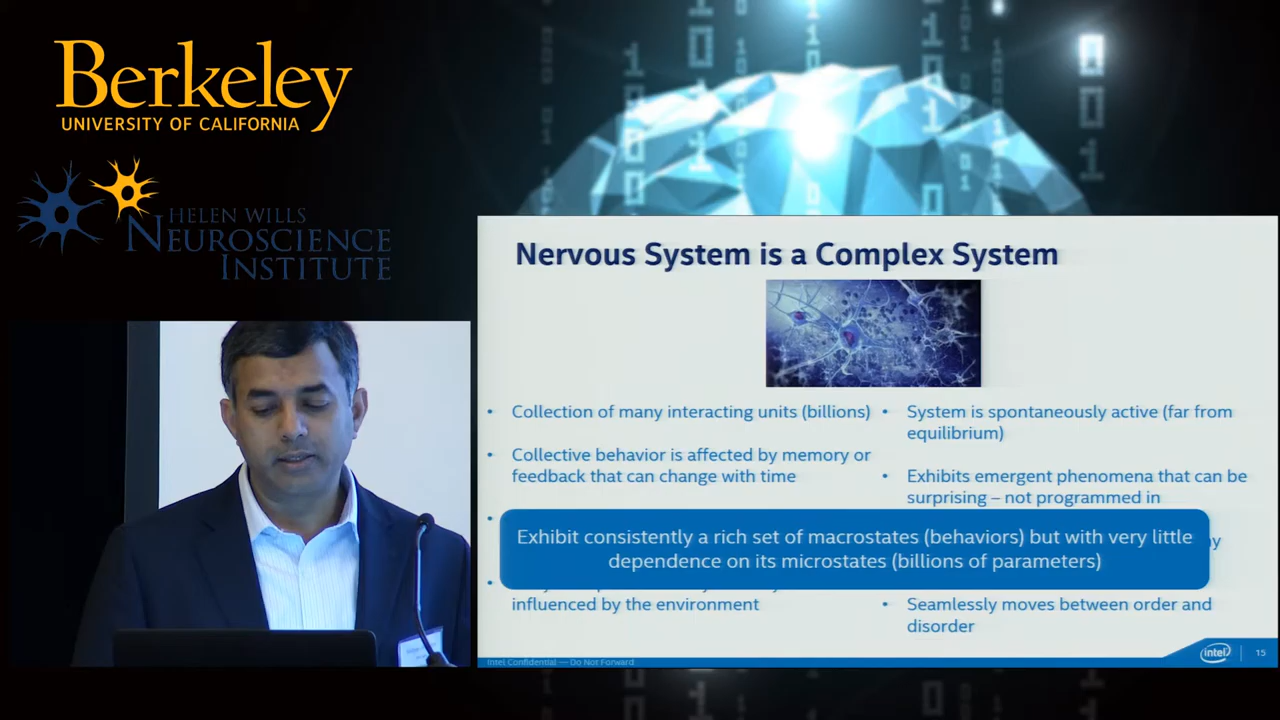 Berkeley
UNIVERSITY OF CALIFORNIA
HELEN WILLS
NEUROSCIENCE
INSTITUTE
Nervous System is a Complex System
• Collection of many interacting units (billions)
• Collective behavior is affected by memory or
feedback that can change with time
•
•
influenced by the environment
• System is spontaneously active (far from
equilibrium)
• Exhibits emergent phenomena that can be
surprising – not programmed in
Exhibit consistently a rich set of macrostates (behaviors) but with very little
dependence on its microstates (billions of parameters)
• Seamlessly moves between order and
disorder
Intel Confidential — Do Not Forward
intel
15